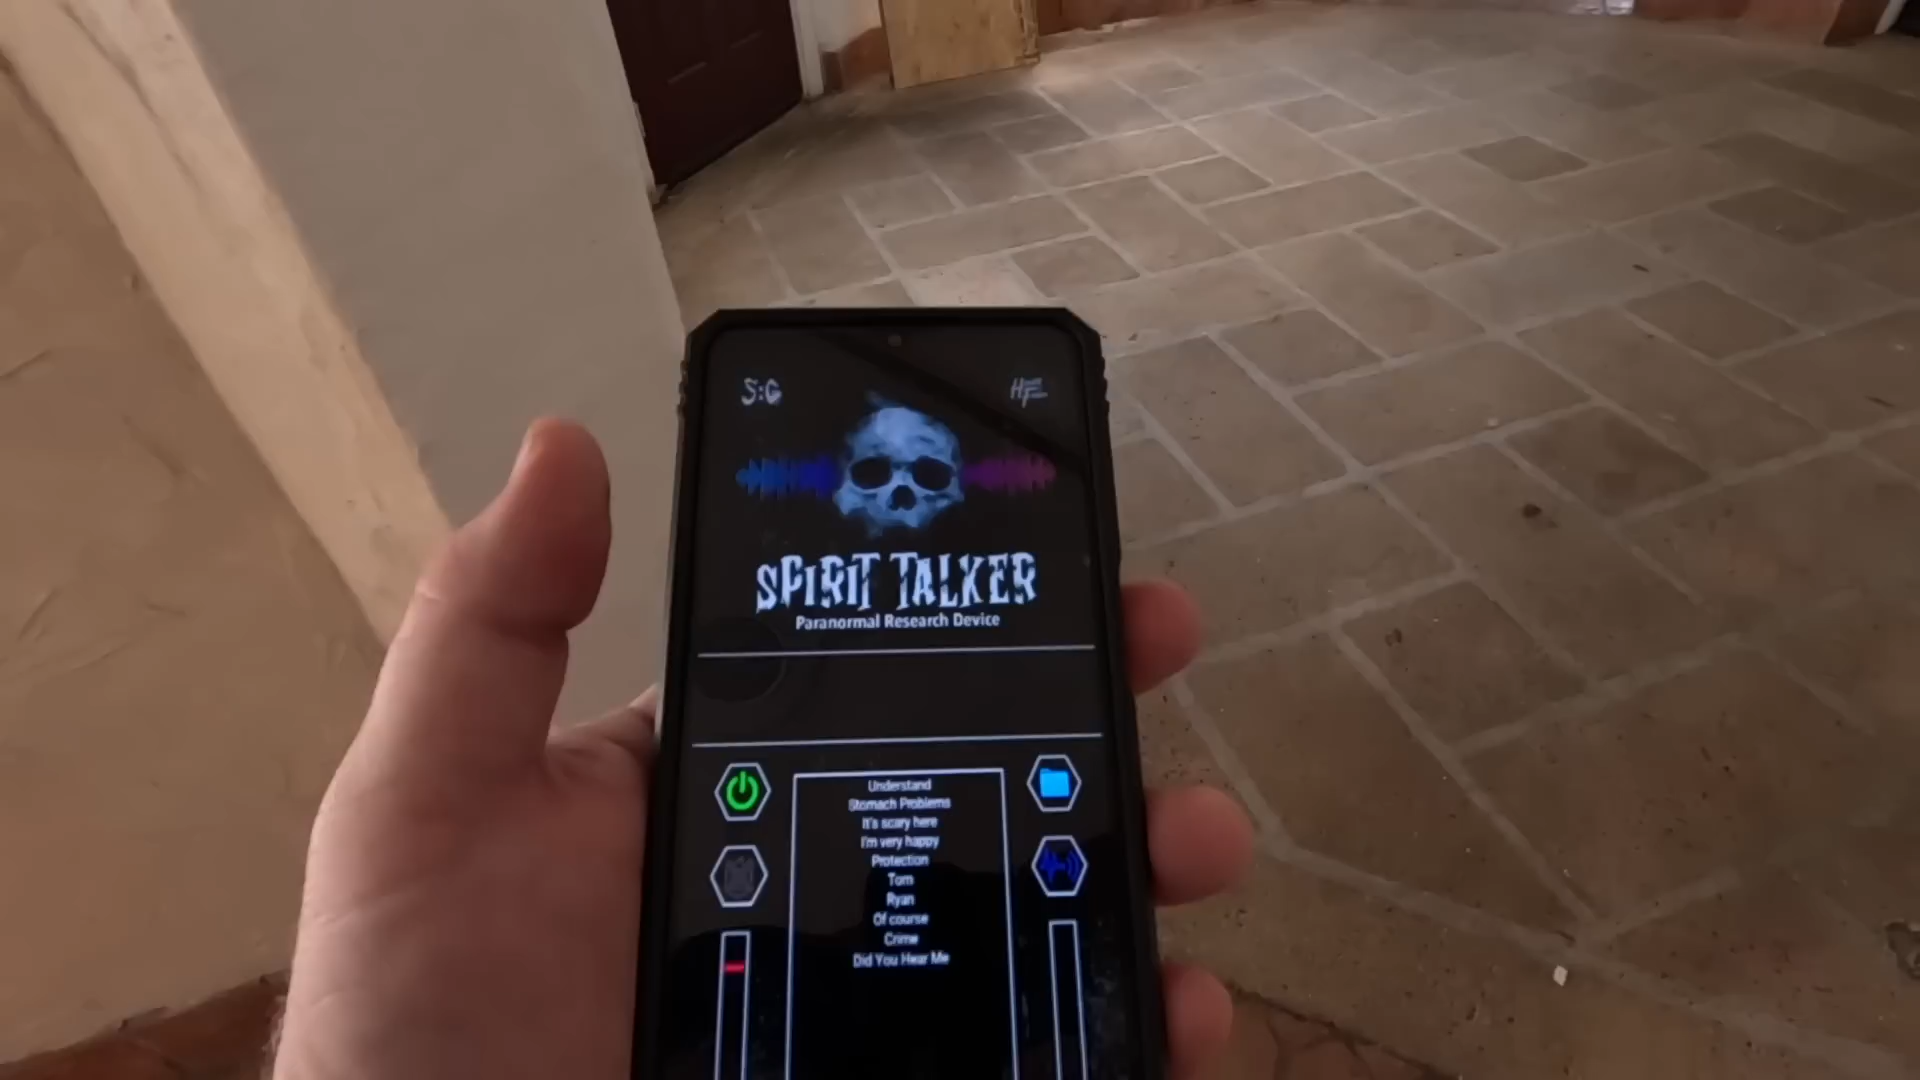 S:G
SPIRIT TALKER
Paranormal Research Device
Understand
Stomach Problems
It's scary here
I'm very happy
Protection
Tom
Ryan
Of course
Crime
Did You Hear Me